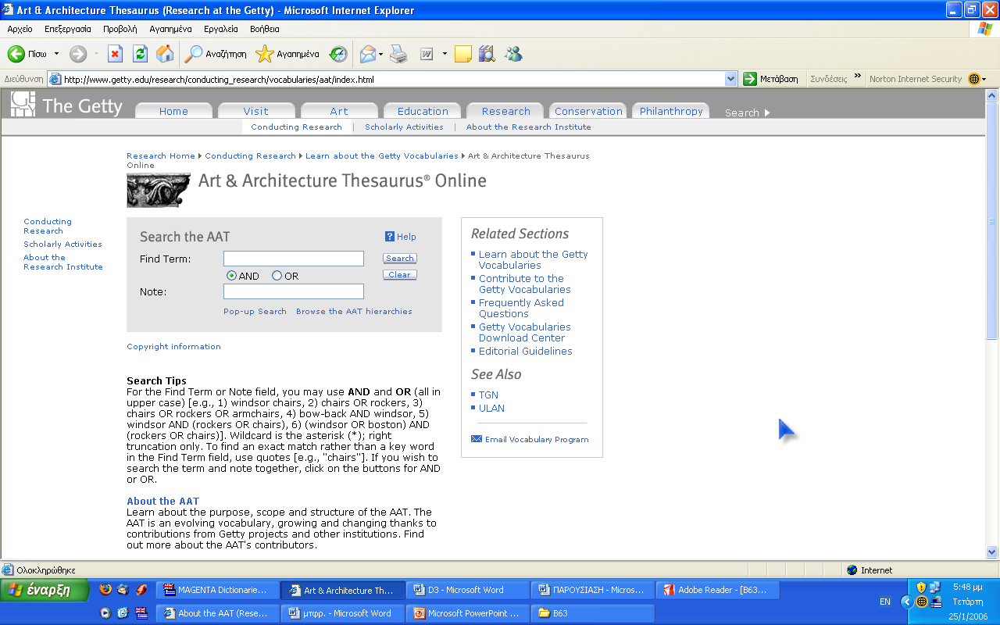 Art & Architecture Thesaurus (Research at the Getty) - Microsoft Internet Explorer
Αρχείο Επεξεργασία Προβολή Αγαπημένα Εργαλεία Βοήθεια
Πίσω Αναζήτηση Αγαπημένα
Διεύθυνση http://www.getty.edu/research/conducting_research/vocabularies/aat/index.html Μετάβαση Συνδέσεις » Norton Internet Security
The Getty Home Visit Art Education Research Conservation Philanthropy Search
Conducting Research | Scholarly Activities | About the Research Institute
Research Home Conducting Research Learn about the Getty Vocabularies Art & Architecture Thesaurus
Online
Art & Architecture Thesaurus® Online
Conducting
Research
Scholarly Activities
About the
Research Institute
Search the AAT
? Help
Find Term: Search
AND OR Clear
Note:
Pop-up Search Browse the AAT hierarchies
Copyright information
Search Tips
For the Find Term or Note field, you may use AND and OR (all in
upper case) [e.g., 1) windsor chairs, 2) chairs OR rockers, 3)
chairs OR rockers OR armchairs, 4) bow-back AND windsor, 5)
windsor AND (rockers OR chairs), 6) (windsor OR boston) AND
(rockers OR chairs)]. Wildcard is the asterisk (*); right
truncation only. To find an exact match rather than a key word
in the Find Term field, use quotes [e.g., "chairs"]. If you wish to
search the term and note together, click on the buttons for AND
or OR.
About the AAT
Learn about the purpose, scope and structure of the AAT. The
AAT is an evolving vocabulary, growing and changing thanks to
contributions from Getty projects and other institutions. Find
out more about the AAT's contributors.
Related Sections
Learn about the Getty
Vocabularies
Contribute to the
Getty Vocabularies
Frequently Asked
Questions
Getty Vocabularies
Download Center
Editorial Guidelines
See Also
TGN
ULAN
Email Vocabulary Program
Ολοκληρώθηκε Internet
έναρξη MAGENTA Dictionarie... Art & Architecture Th... D3 - Microsoft Word ΠΑΡΟΥΣΙΑΣΗ - Micros... Adobe Reader - [B63... 5:48 μμ
EN Τετάρτη
About the AAT (Rese... μπρρ. - Microsoft Word Microsoft PowerPoint ... B63 25/1/2006